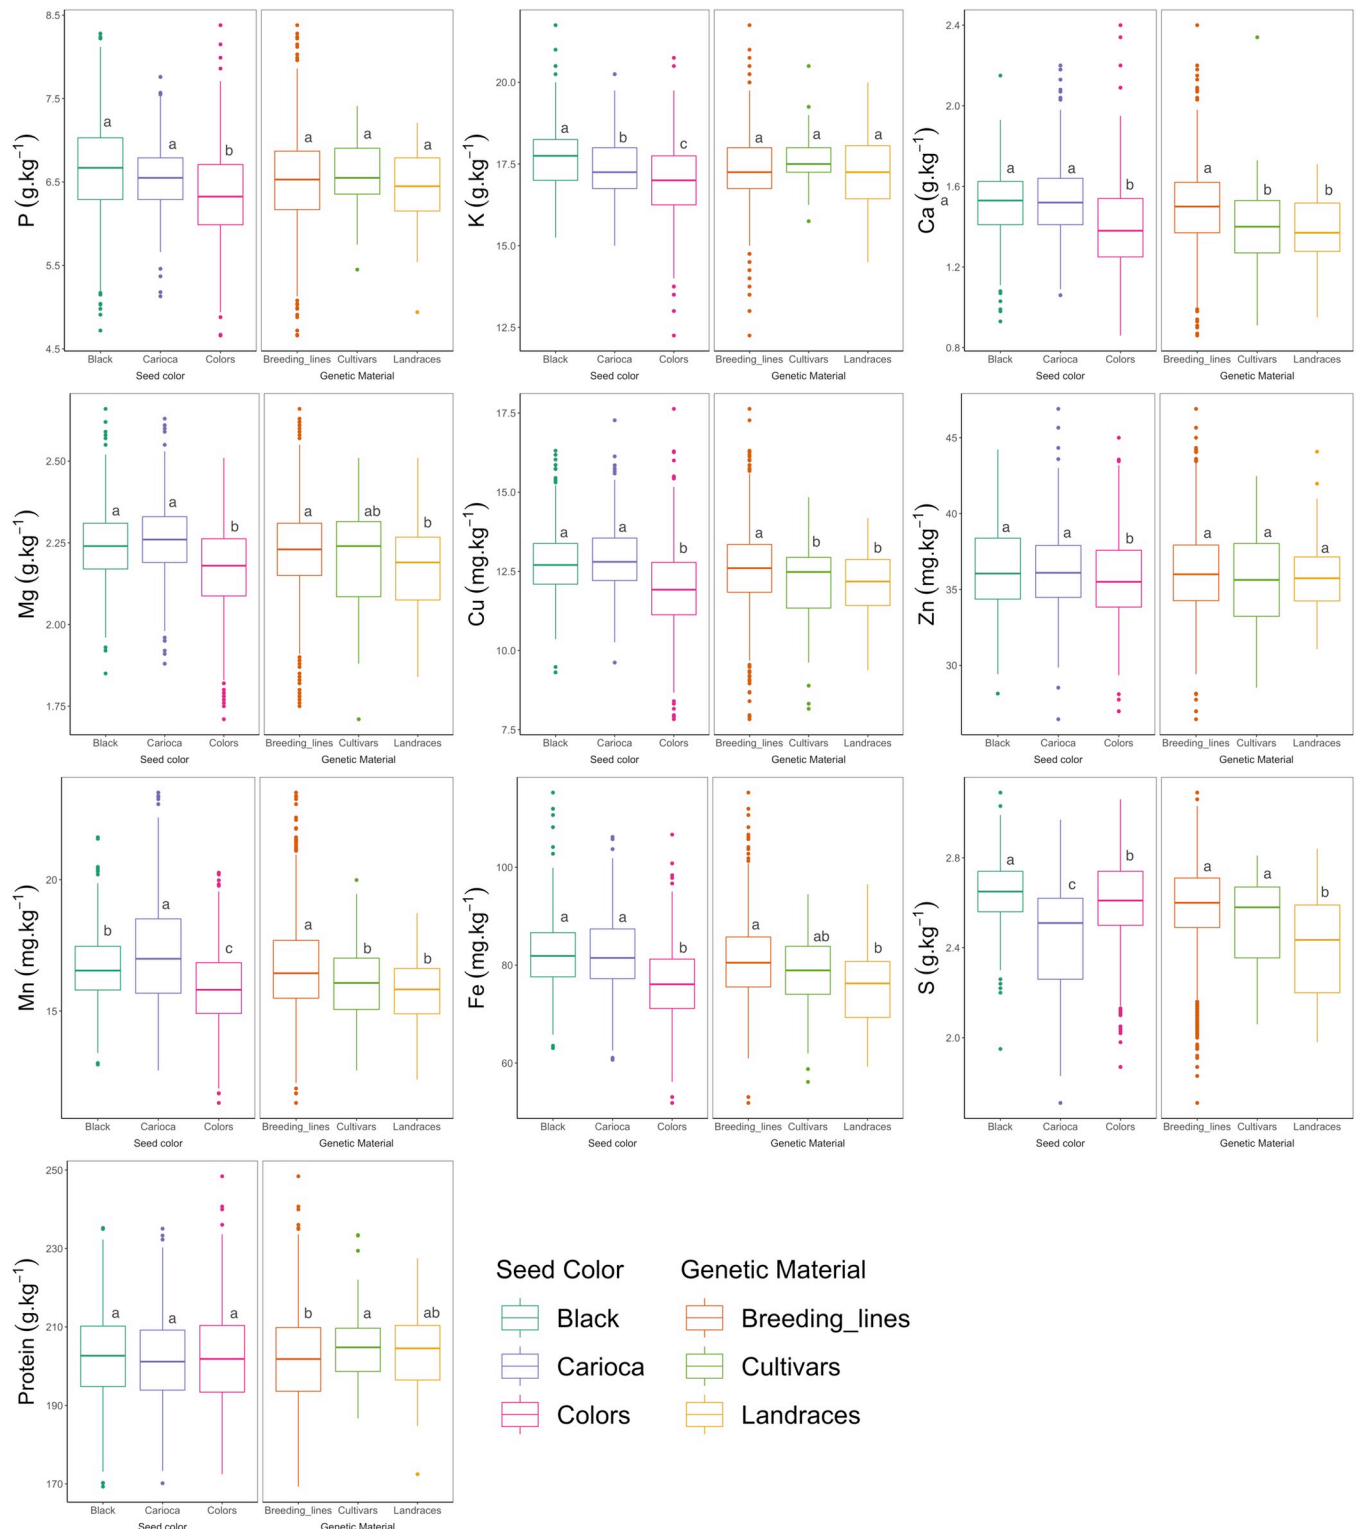 P (g.kg⁻¹)
8.5
7.5
6.5
5.5
4.5
a
a
b
a
a
a
Black
Carioca
Colors
Breeding_lines
Cultivars
Landraces
Seed color
Genetic Material
K (g.kg⁻¹)
20.0
17.5
15.0
12.5
a
b
c
a
a
a
Black
Carioca
Colors
Breeding_lines
Cultivars
Landraces
Seed color
Genetic Material
Ca (g.kg⁻¹)
a
2.4
2.0
1.6
1.2
0.8
a
a
b
a
b
b
Black
Carioca
Colors
Breeding_lines
Cultivars
Landraces
Seed color
Genetic Material
Mg (g.kg⁻¹)
2.50
2.25
2.00
1.75
a
a
b
a
ab
b
Black
Carioca
Colors
Breeding_lines
Cultivars
Landraces
Seed color
Genetic Material
Cu (mg.kg⁻¹)
17.5
15.0
12.5
10.0
7.5
a
a
b
a
b
b
Black
Carioca
Colors
Breeding_lines
Cultivars
Landraces
Seed color
Genetic Material
Zn (mg.kg⁻¹)
45
40
35
30
a
a
b
a
a
a
Black
Carioca
Colors
Breeding_lines
Cultivars
Landraces
Seed color
Genetic Material
Mn (mg.kg⁻¹)
20
15
b
a
c
a
b
b
Black
Carioca
Colors
Breeding_lines
Cultivars
Landraces
Seed color
Genetic Material
Fe (mg.kg⁻¹)
100
80
60
a
a
b
a
ab
b
Black
Carioca
Colors
Breeding_lines
Cultivars
Landraces
Seed color
Genetic Material
S (g.kg⁻¹)
2.8
2.4
2.0
a
c
b
a
a
b
Black
Carioca
Colors
Breeding_lines
Cultivars
Landraces
Seed color
Genetic Material
Protein (g.kg⁻¹)
250
230
210
190
170
a
a
a
b
a
ab
Black
Carioca
Colors
Breeding_lines
Cultivars
Landraces
Seed color
Genetic Material
Seed Color
Black
Carioca
Colors
Genetic Material
Breeding_lines
Cultivars
Landraces